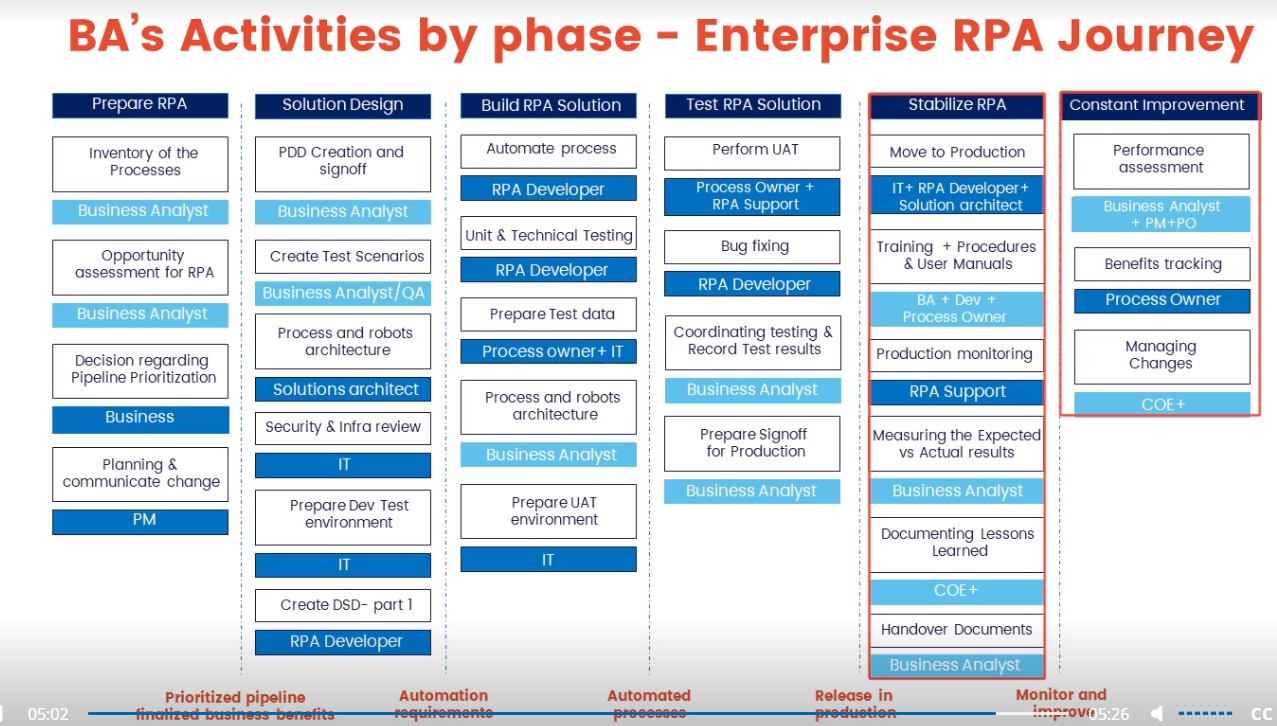 BA's Activities by phase - Enterprise RPA Journey
Prepare RPA
Inventory of the
Processes
Business Analyst
Opportunity
assessment for RPA
Business Analyst
Decision regarding
Pipeline Prioritization
Business
Planning &
communicate change
PM
Solution Design
PDD Creation and
signoff
Business Analyst
Create Test Scenarios
Business Analyst/QA
Process and robots
architecture
Solutions architect
Security & Infra review
IT
Prepare Dev Test
environment
IT
Create DSD- part 1
RPA Developer
Build RPA Solution
Automate process
RPA Developer
Unit & Technical Testing
RPA Developer
Prepare Test data
Process owner+ IT
Process and robots
architecture
Business Analyst
Prepare UAT
environment
IT
Test RPA Solution
Perform UAT
Process Owner +
RPA Support
Bug fixing
RPA Developer
Coordinating testing &
Record Test results
Business Analyst
Prepare Signoff
for Production
Business Analyst
Stabilize RPA
Move to Production
IT+ RPA Developer+
Solution architect
Training + Procedures
& User Manuals
BA + Dev +
Process Owner
Production monitoring
RPA Support
Measuring the Expected
vs Actual results
Business Analyst
Documenting Lessons
Learned
COE+
Handover Documents
Business Analyst
Constant Improvement
Performance
assessment
Business Analyst
+ PM+PO
Benefits tracking
Process Owner
Managing
Changes
COE+
Prioritized pipeline
finalized business benefits
Automation
requirements
Automated
processes
Release in
production
Monitor and
improve
05:02
05:26
CC